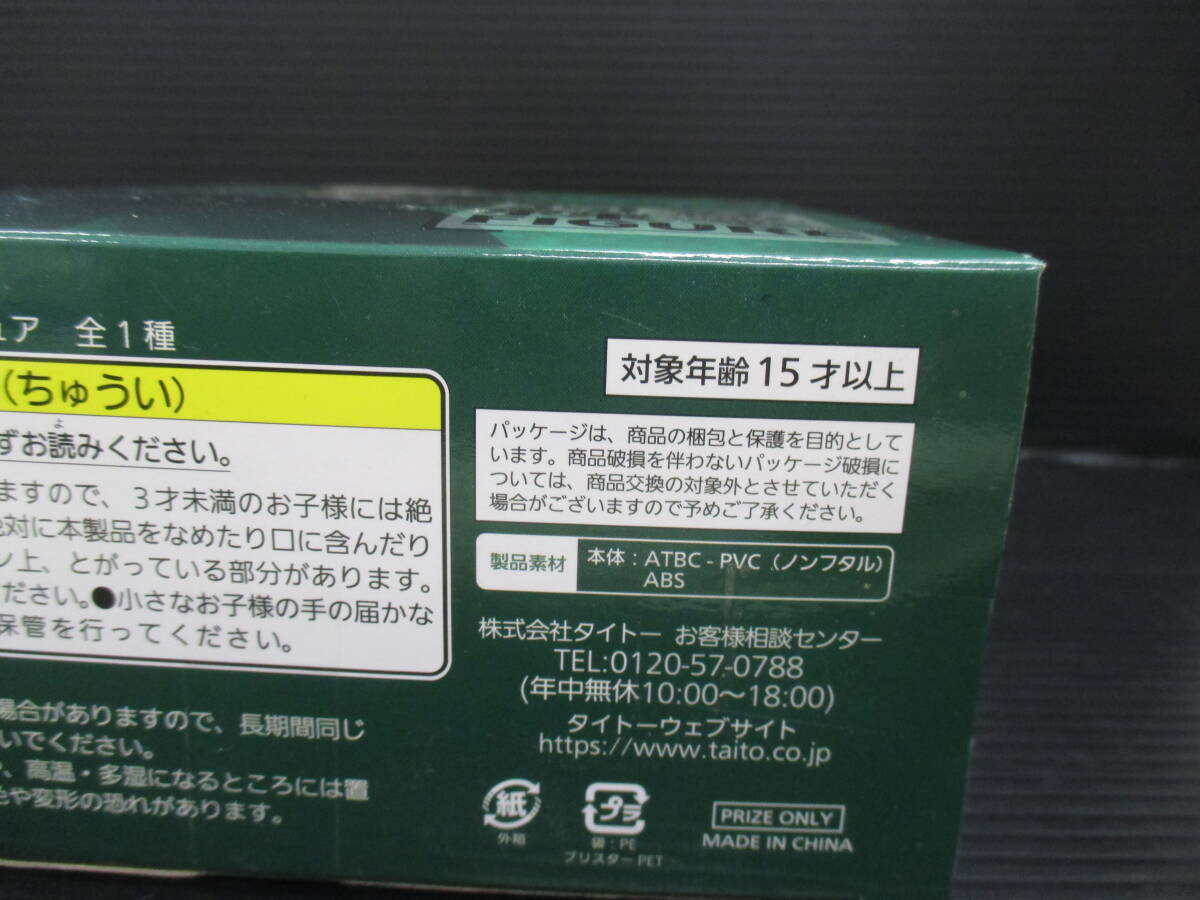 FIGURE
ュア 全1種
(ちゅうい)
ずお読みください。
よ
ますので、3才未満のお子様には絶
絶対に本製品をなめたり口に含んだり
ン上、とがっている部分があります。
ださい。●小さなお子様の手の届かな
保管を行ってください。
場合がありますので、長期間同じ
いでください。
、高温・多湿になるところには置
色や変形の恐れがあります。
対象年齢15才以上
パッケージは、商品の梱包と保護を目的として
います。商品破損を伴わないパッケージ破損に
ついては、商品交換の対象外とさせていただく
場合がございますので予めご了承ください。
製品素材
本体:ATBC-PVC(ノンフタル)
ABS
株式会社タイトー お客様相談センター
TEL:0120-57-0788
(年中無休10:00〜18:00)
タイトーウェブサイト
https://www.taito.co.jp
紙
外箱
プラ
袋:PE
ブリスターPET
PRIZE ONLY
MADE IN CHINA